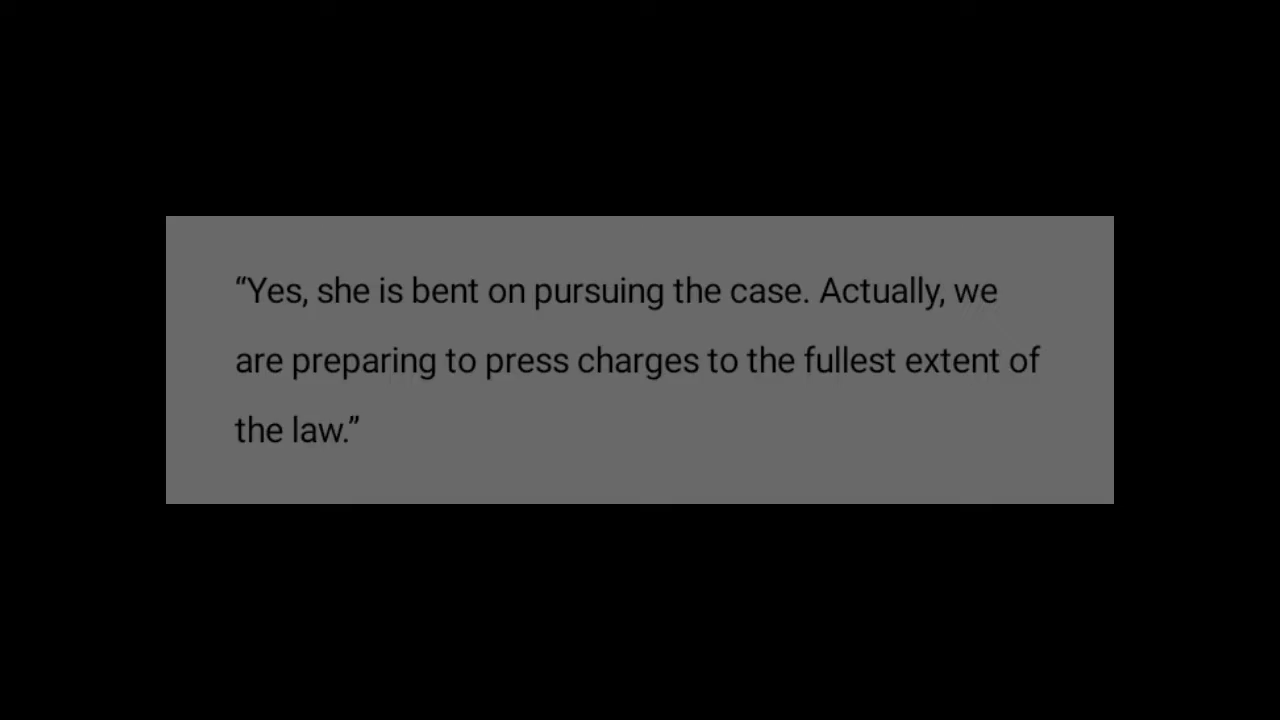 “Yes, she is bent on pursuing the case. Actually, we
are preparing to press charges to the fullest extent of
the law.”